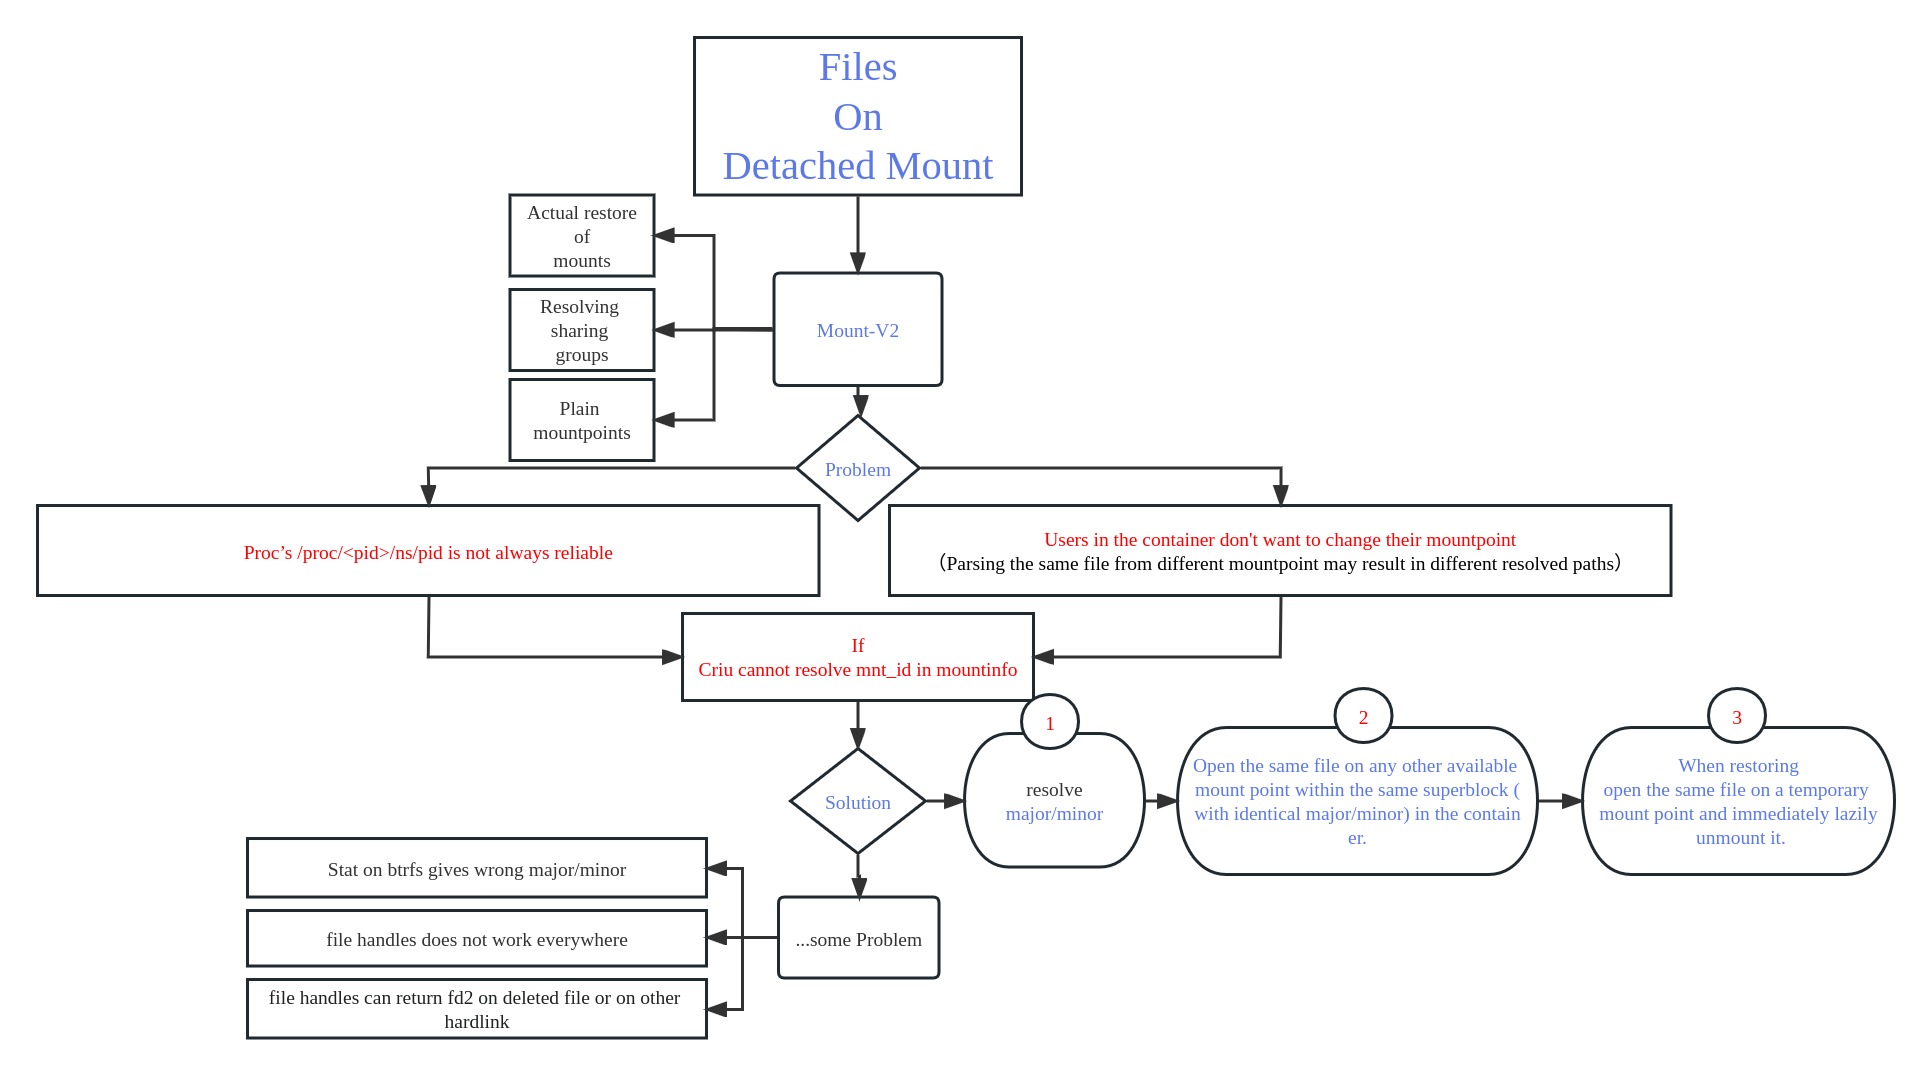 Files
On
Detached Mount
Actual restore
of
mounts
Resolving
sharing
groups
Mount-V2
Plain
mountpoints
Problem
Proc’s /proc/<pid>/ns/pid is not always reliable
Users in the container don't want to change their mountpoint
（Parsing the same file from different mountpoint may result in different resolved paths）
If
Criu cannot resolve mnt_id in mountinfo
Solution
1
resolve
major/minor
2
Open the same file on any other available
mount point within the same superblock (
with identical major/minor) in the contain
er.
3
When restoring
open the same file on a temporary
mount point and immediately lazily
unmount it.
...some Problem
Stat on btrfs gives wrong major/minor
file handles does not work everywhere
file handles can return fd2 on deleted file or on other
hardlink